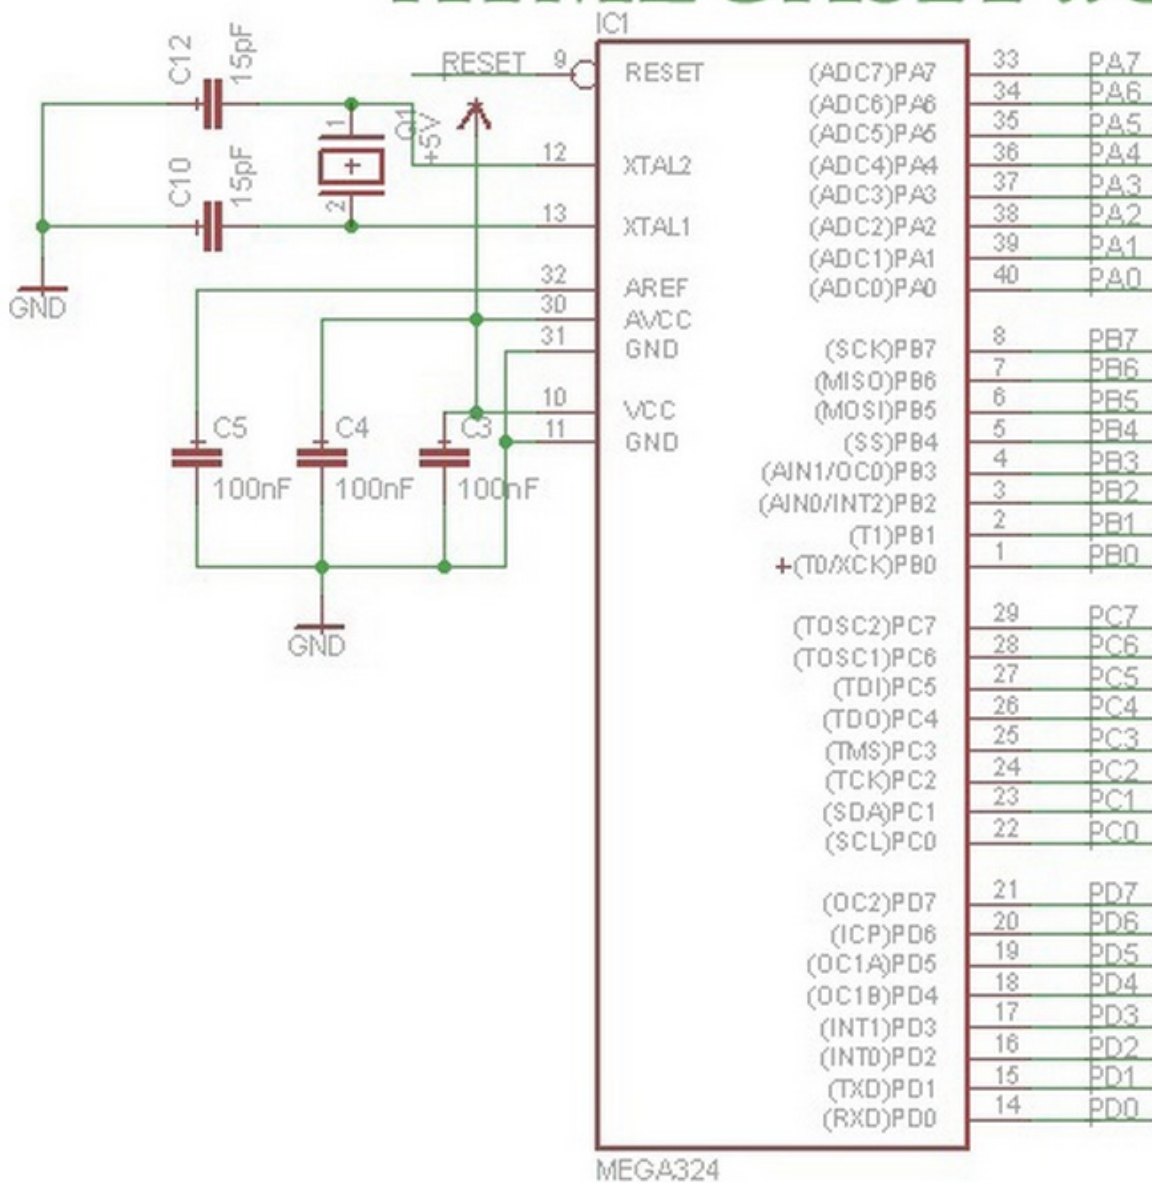 IC1
C12
15pF
C10
15pF
1
2
Q1
+5V
GND
RESET
9
RESET
12
XTAL2
13
XTAL1
32
AREF
30
AVCC
31
GND
10
VCC
11
GND
C5
100nF
C4
100nF
C3
100nF
GND
(ADC7)PA7 33 PA7
(ADC6)PA6 34 PA6
(ADC5)PA5 35 PA5
(ADC4)PA4 36 PA4
(ADC3)PA3 37 PA3
(ADC2)PA2 38 PA2
(ADC1)PA1 39 PA1
(ADC0)PA0 40 PA0
(SCK)PB7 8 PB7
(MISO)PB6 7 PB6
(MOSI)PB5 6 PB5
(SS)PB4 5 PB4
(AIN1/OC0)PB3 4 PB3
(AIN0/INT2)PB2 3 PB2
(T1)PB1 2 PB1
(T0/XCK)PB0 1 PB0
(TOSC2)PC7 29 PC7
(TOSC1)PC6 28 PC6
(TDI)PC5 27 PC5
(TDO)PC4 26 PC4
(TMS)PC3 25 PC3
(TCK)PC2 24 PC2
(SDA)PC1 23 PC1
(SCL)PC0 22 PC0
(OC2)PD7 21 PD7
(ICP)PD6 20 PD6
(OC1A)PD5 19 PD5
(OC1B)PD4 18 PD4
(INT1)PD3 17 PD3
(INT0)PD2 16 PD2
(TXD)PD1 15 PD1
(RXD)PD0 14 PD0
MEGA324